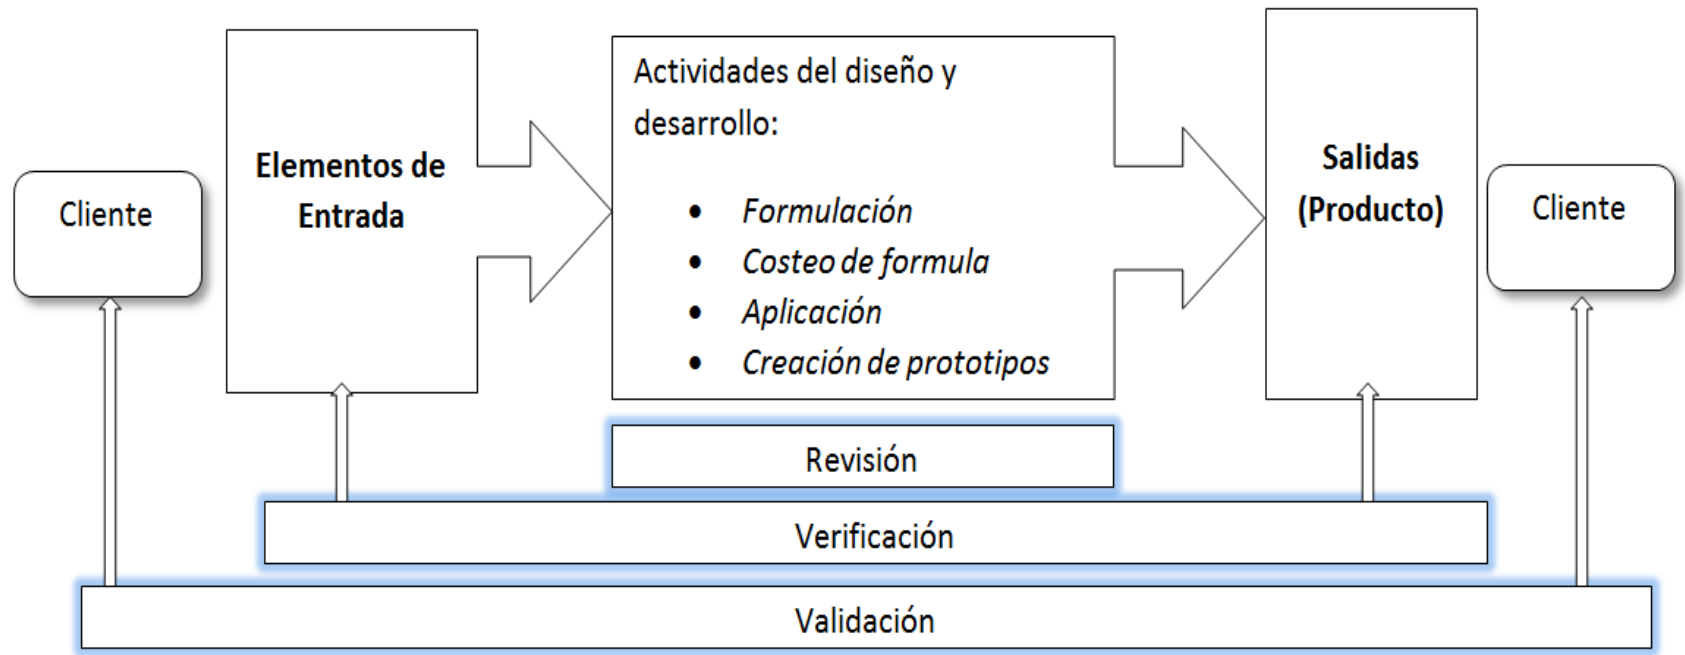 Cliente
Elementos de
Entrada
Actividades del diseño y
desarrollo:
• Formulación
• Costeo de formula
• Aplicación
• Creación de prototipos
Salidas
(Producto)
Cliente
Revisión
Verificación
Validación